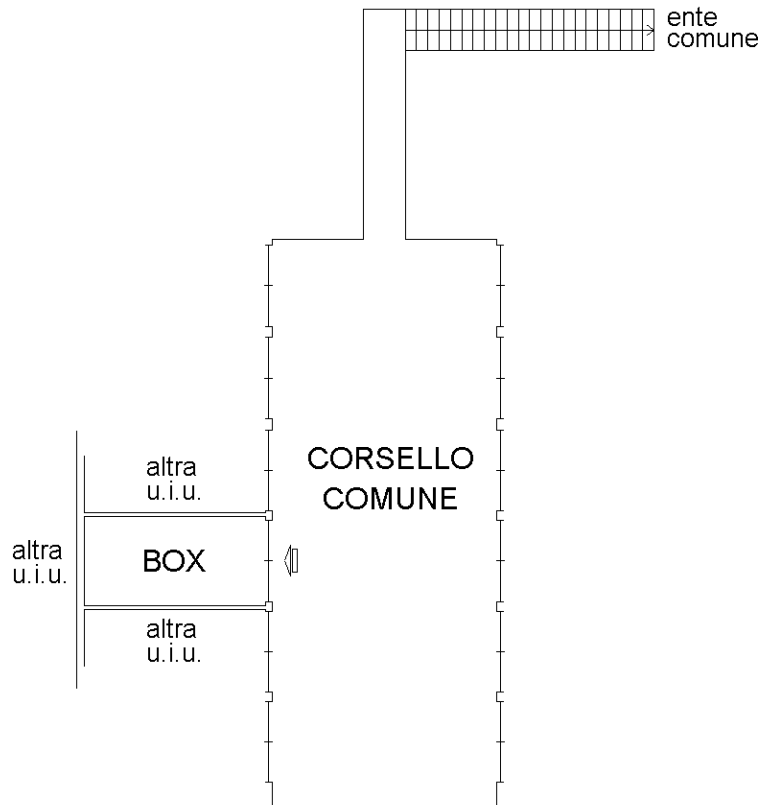 ente
comune
CORSELLO
COMUNE
altra
u.i.u.
altra
u.i.u.
BOX
altra
u.i.u.